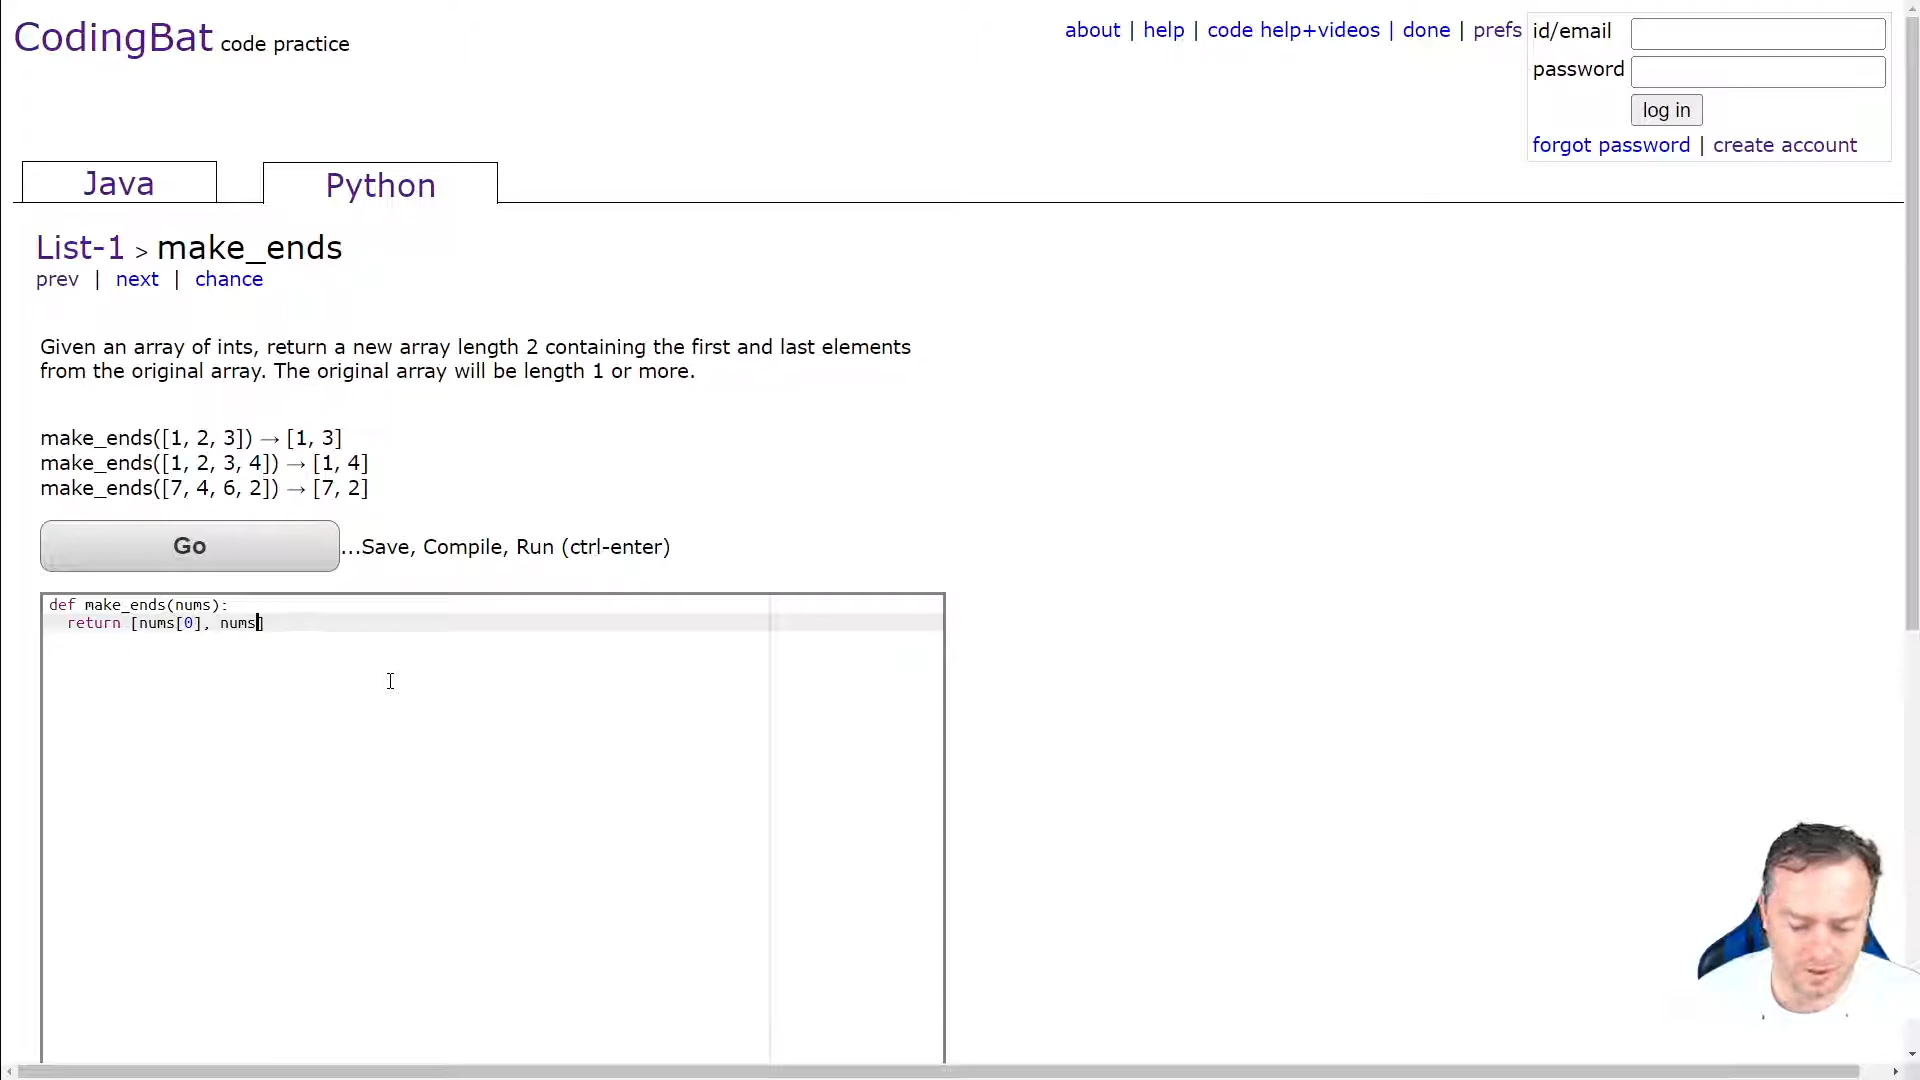 CodingBat code practice
about | help | code help+videos | done | prefs
id/email
password
log in
forgot password | create account
Java
Python
List-1 > make_ends
prev | next | chance
Given an array of ints, return a new array length 2 containing the first and last elements
from the original array. The original array will be length 1 or more.
make_ends([1, 2, 3]) → [1, 3]
make_ends([1, 2, 3, 4]) → [1, 4]
make_ends([7, 4, 6, 2]) → [7, 2]
Go
...Save, Compile, Run (ctrl-enter)
def make_ends(nums):
return [nums[0], nums]